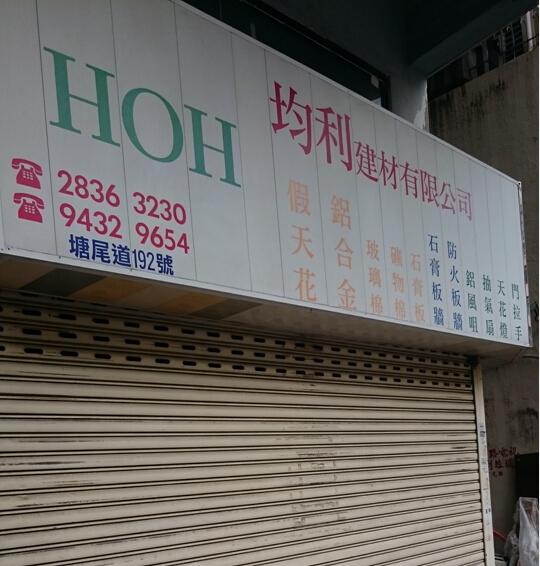 HOH
均利建材有限公司
2836 3230
9432 9654
塘尾道192號
假天花
鋁合金
玻璃棉
礦物棉
石膏板
石膏板牆
防火板牆
鋁風咀
抽氣扇
天花燈
門拉手